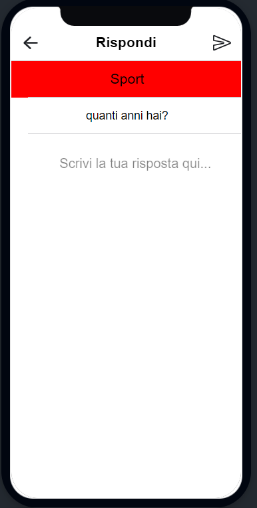 Rispondi
Sport
quanti anni hai?
Scrivi la tua risposta qui...